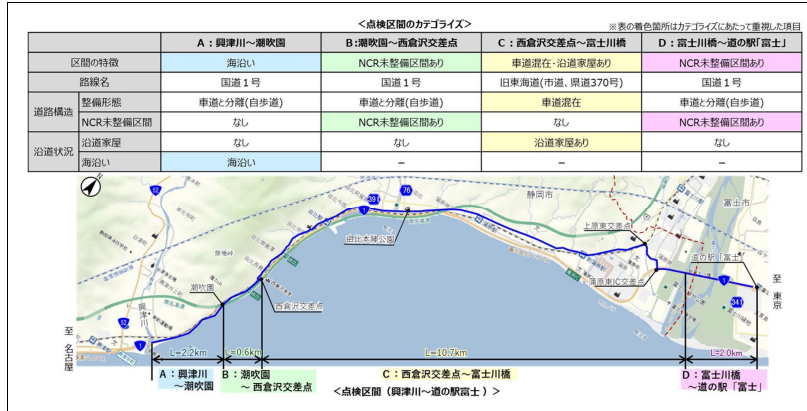 ＜点検区間のカテゴライズ＞
※表の着色箇所はカテゴライズにあたって重視した項目
A：興津川～潮吹園 B：潮吹園～西倉沢交差点 C：西倉沢交差点～富士川橋 D：富士川橋～道の駅「富士」
区間の特徴 海沿い NCR未整備区間あり 車道混在・沿道家屋あり NCR未整備区間あり
路線名 国道１号 国道１号 旧東海道(市道、県道370号) 国道１号
道路構造 整備形態 車道と分離(自歩道) 車道と分離(自歩道) 車道混在 車道と分離(自歩道)
NCR未整備区間 なし NCR未整備区間あり なし NCR未整備区間あり
沿道状況 沿道家屋 なし なし 沿道家屋あり なし
海沿い 海沿い － － －
52
396
76
1
静岡市
富士市
上原東交差点
道の駅「富士」
由比本陣公園
蒲原東IC交差点
1
341
潮吹園
西倉沢交差点
興津川
52
1
至 名古屋
至 東京
L=2.2km L=0.6km L=10.7km L=2.0km
A：興津川～潮吹園
B：潮吹園～西倉沢交差点
C：西倉沢交差点～富士川橋
D：富士川橋～道の駅「富士」
＜点検区間（興津川～道の駅富士）＞